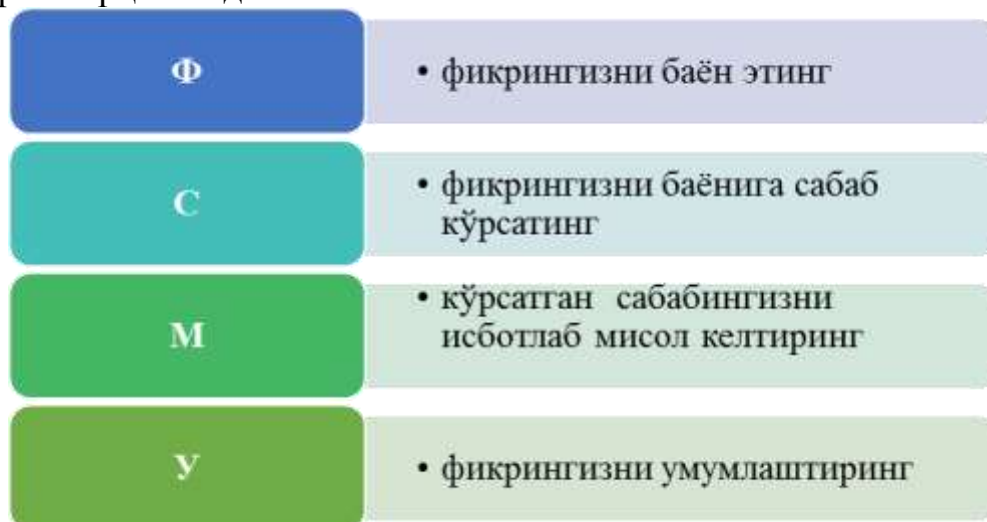 Ф
• фикрингизни баён этинг
С
• фикрингизни баёнига сабаб
кўрсатинг
М
• кўрсатган сабабингизни
исботлаб мисол келтиринг
У
• фикрингизни умумлаштиринг